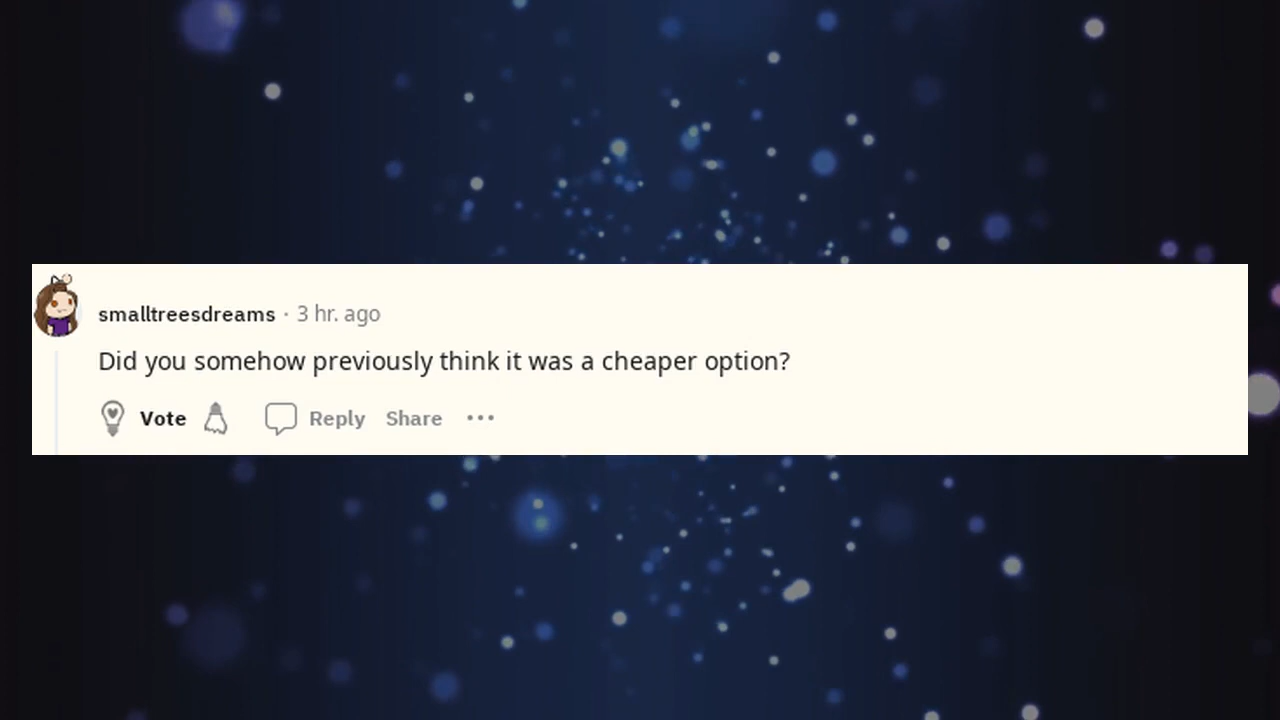 smalltreesdreams · 3 hr. ago
Did you somehow previously think it was a cheaper option?
Vote Reply Share ···